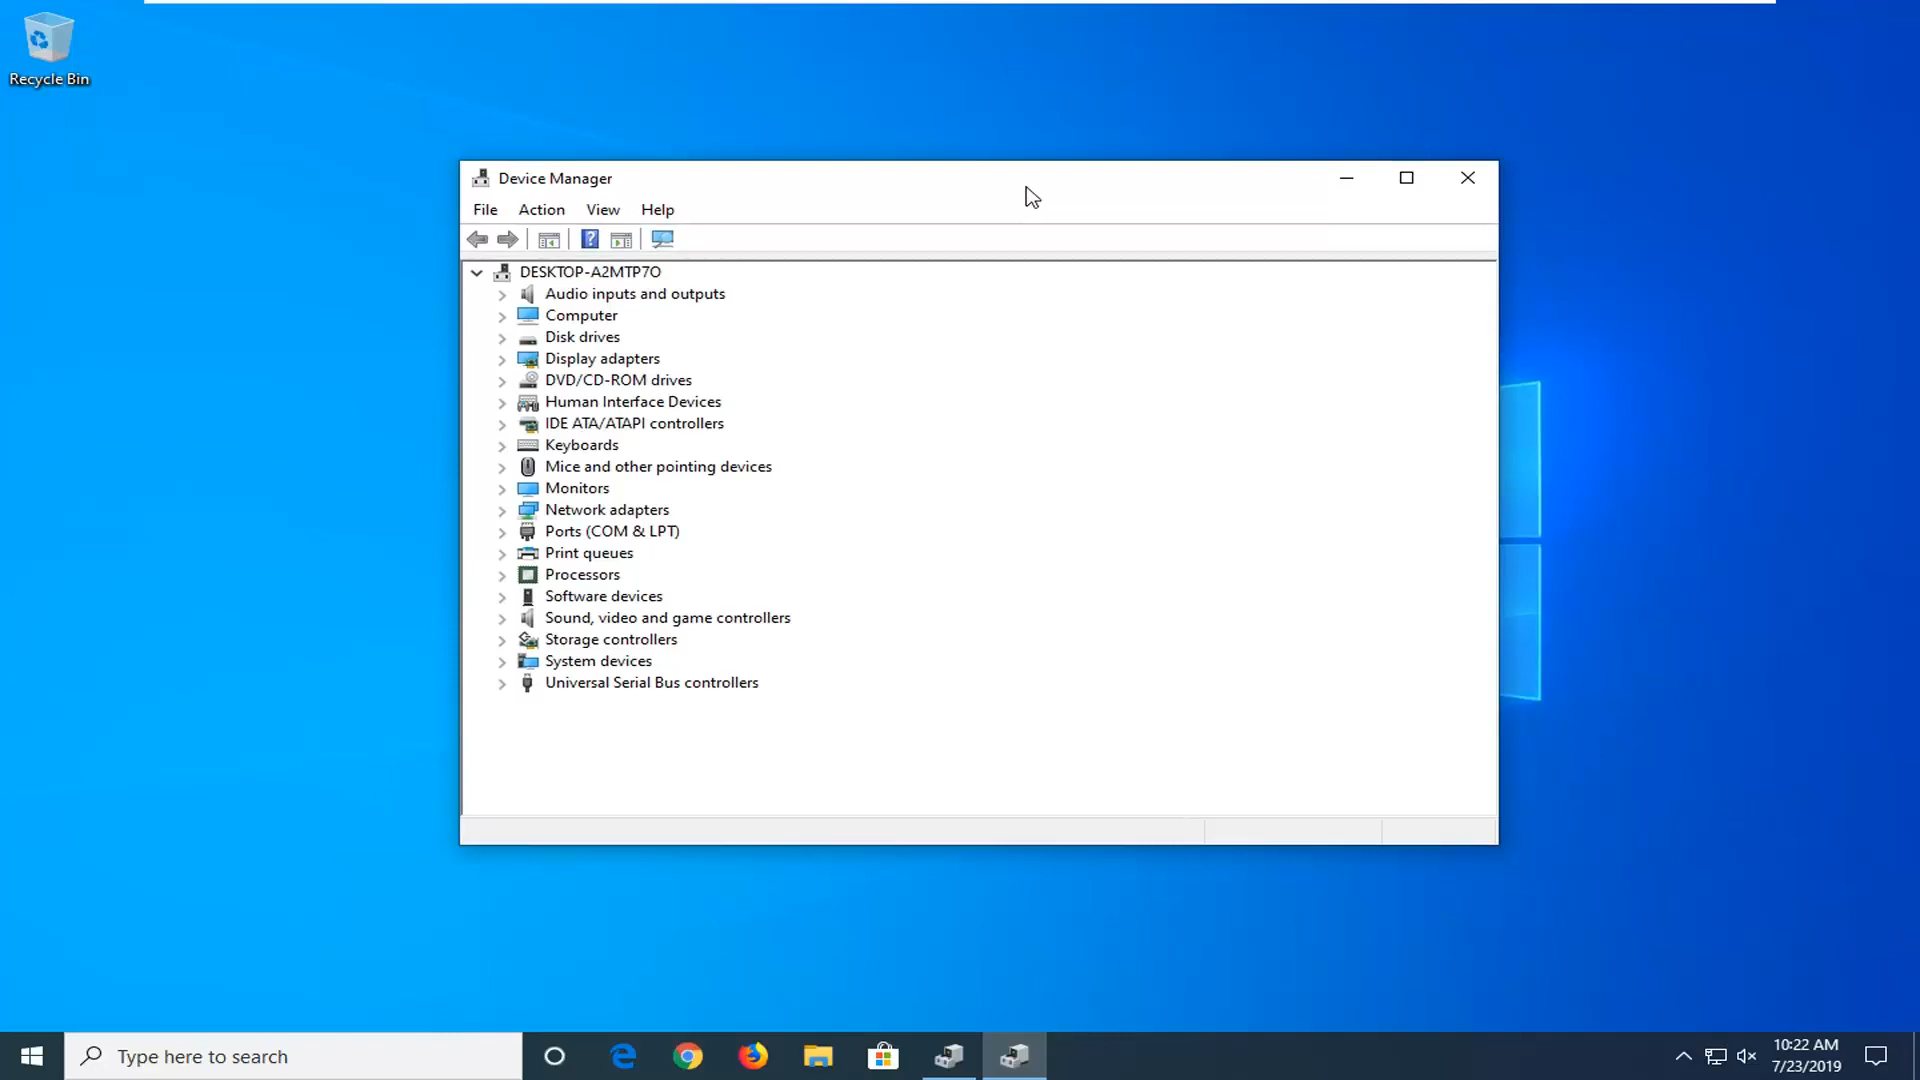 Recycle Bin
Device Manager
File Action View Help
DESKTOP-A2MTP7O
Audio inputs and outputs
Computer
Disk drives
Display adapters
DVD/CD-ROM drives
Human Interface Devices
IDE ATA/ATAPI controllers
Keyboards
Mice and other pointing devices
Monitors
Network adapters
Ports (COM & LPT)
Print queues
Processors
Software devices
Sound, video and game controllers
Storage controllers
System devices
Universal Serial Bus controllers
Type here to search
10:22 AM
7/23/2019